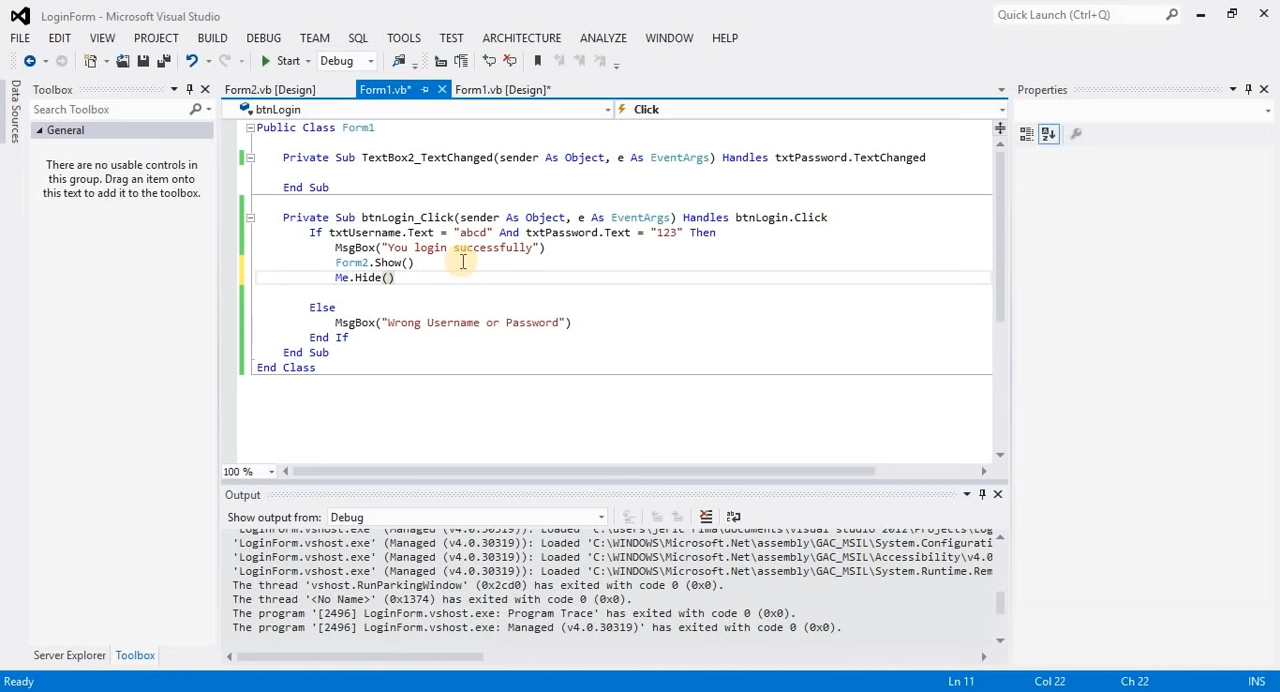 LoginForm - Microsoft Visual Studio
Quick Launch (Ctrl+Q)
FILE EDIT VIEW PROJECT BUILD DEBUG TEAM SQL TOOLS TEST ARCHITECTURE ANALYZE WINDOW HELP
Start Debug
Data Sources
Toolbox
Search Toolbox
General
There are no usable controls in
this group. Drag an item onto
this text to add it to the toolbox.
Form2.vb [Design] Form1.vb* Form1.vb [Design]*
btnLogin Click
Public Class Form1
Private Sub TextBox2_TextChanged(sender As Object, e As EventArgs) Handles txtPassword.TextChanged
End Sub
Private Sub btnLogin_Click(sender As Object, e As EventArgs) Handles btnLogin.Click
If txtUsername.Text = "abcd" And txtPassword.Text = "123" Then
MsgBox("You login successfully")
Form2.Show()
Me.Hide()
Else
MsgBox("Wrong Username or Password")
End If
End Sub
End Class
100 %
Properties
Output
Show output from: Debug
'LoginForm.vshost.exe' (Managed (v4.0.30319)): Loaded 'C:\WINDOWS\Microsoft.Net\assembly\GAC_MSIL\System.Configurati
'LoginForm.vshost.exe' (Managed (v4.0.30319)): Loaded 'C:\WINDOWS\Microsoft.Net\assembly\GAC_MSIL\Accessibility\v4.0
'LoginForm.vshost.exe' (Managed (v4.0.30319)): Loaded 'C:\WINDOWS\Microsoft.Net\assembly\GAC_MSIL\System.Runtime.Rem
The thread 'vshost.RunParkingWindow' (0x2cd0) has exited with code 0 (0x0).
The thread '<No Name>' (0x1374) has exited with code 0 (0x0).
The program '[2496] LoginForm.vshost.exe: Program Trace' has exited with code 0 (0x0).
The program '[2496] LoginForm.vshost.exe: Managed (v4.0.30319)' has exited with code 0 (0x0).
Server Explorer Toolbox
Ready Ln 11 Col 22 Ch 22 INS